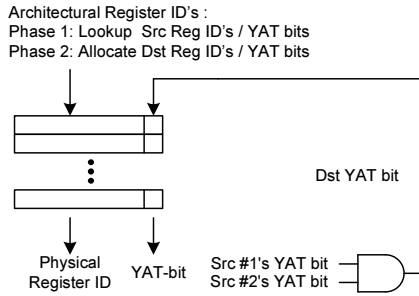 Architectural Register ID's :
Phase 1: Lookup  Src Reg ID's / YAT bits
Phase 2: Allocate Dst Reg ID's / YAT bits
Dst YAT bit
Physical
Register ID
YAT-bit
Src #1's YAT bit
Src #2's YAT bit